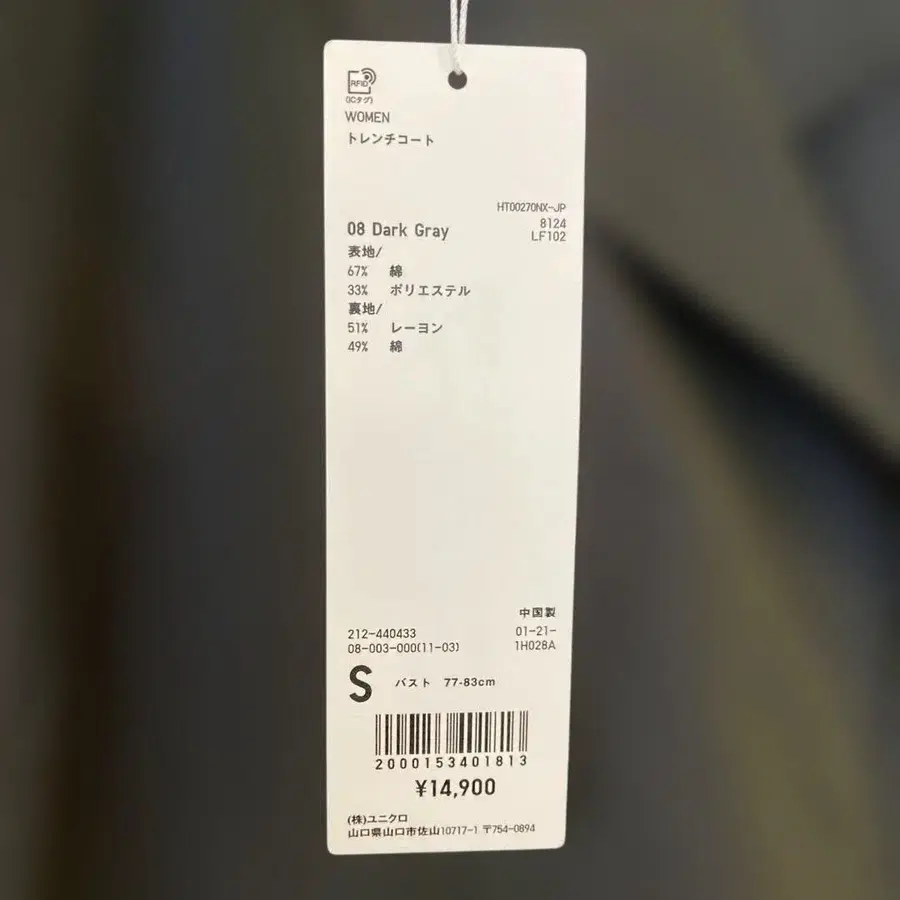 RFID
(ICタグ)
WOMEN
トレンチコート
HT00270NX-JP
8124
LF102
08 Dark Gray
表地/
67% 綿
33% ポリエステル
裏地/
51% レーヨン
49% 綿
中国製
212-440433
01-21-
08-003-000(11-03)
1H028A
S バスト 77-83cm
2000153401813
¥14,900
(株)ユニクロ
山口県山口市佐山10717-1 〒754-0894